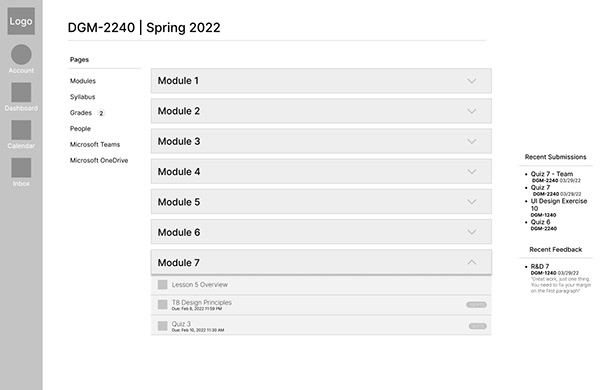 Logo
Account
Dashboard
Calendar
Inbox
DGM-2240 | Spring 2022
Pages
Modules
Syllabus
Grades 2
People
Microsoft Teams
Microsoft OneDrive
Module 1
Module 2
Module 3
Module 4
Module 5
Module 6
Module 7
Lesson 5 Overview
T8 Design Principles
Due: Feb 8, 2022 11:59 PM
Quiz 3
Due: Feb 10, 2022 11:30 AM
Recent Submissions
Quiz 7 - Team
DGM-2240 03/29/22
Quiz 7
DGM-2240 03/29/22
UI Design Exercise
10
DGM-1240
Quiz 6
DGM-2240
Recent Feedback
R&D 7
DGM-1240 03/29/22
"Great work, just one thing.
You need to fix your margin
on the first paragraph"